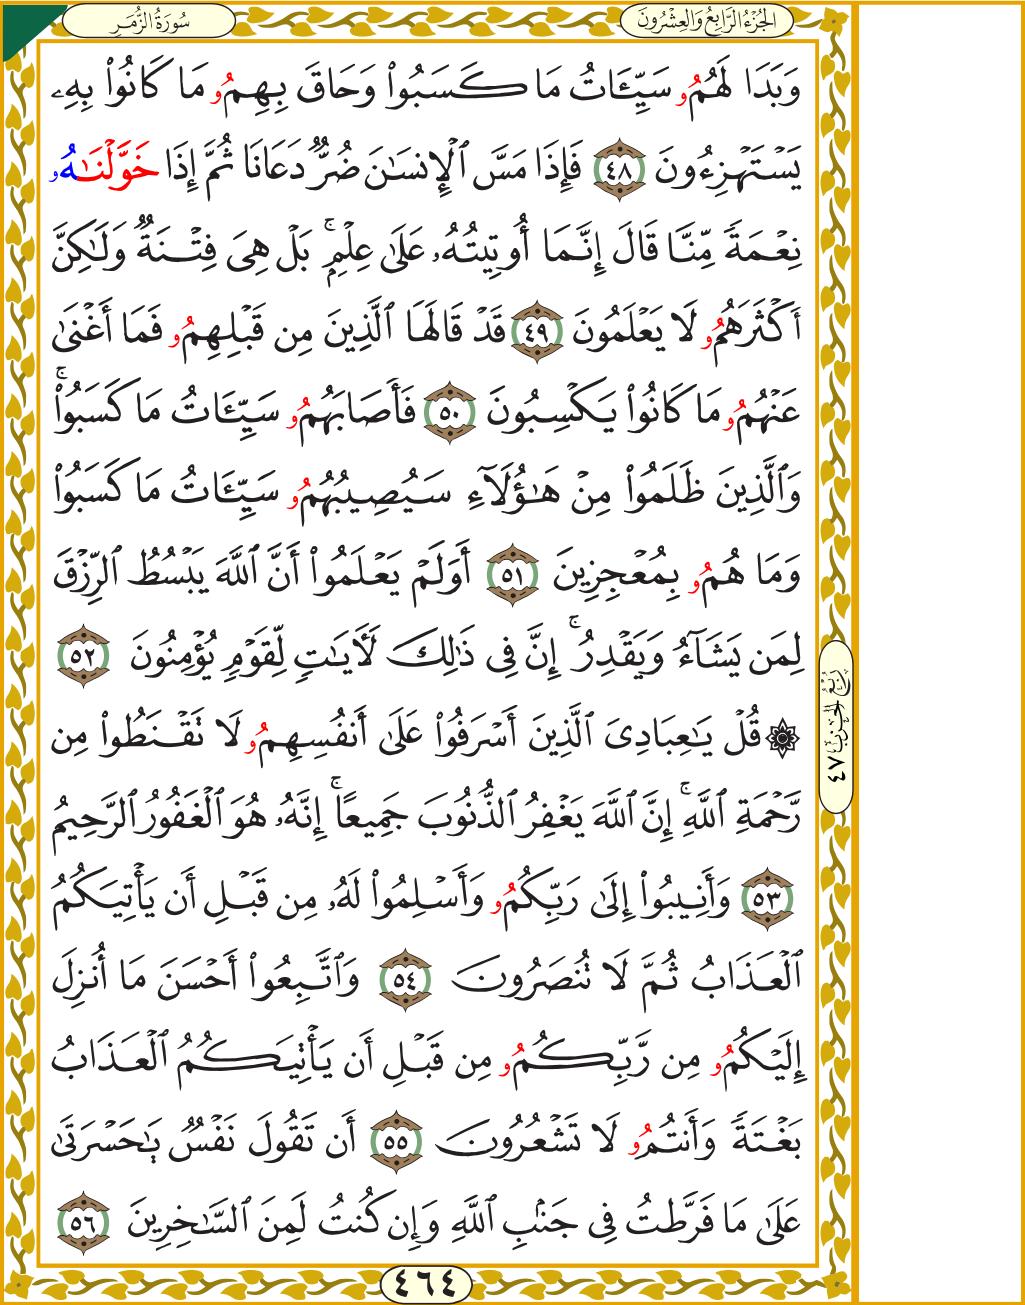 سُورَةُ الزُّمَرِ
الجُزْءُ الرَّابِعُ وَالعِشْرُونَ
وَبَدَا لَهُمُۥ سَيِّـَٔاتُ مَا كَسَبُوا۟ وَحَاقَ بِهِمُۥ مَا كَانُوا۟ بِهِۦ
يَسْتَهْزِءُونَ ٤٨ فَإِذَا مَسَّ ٱلْإِنسَـٰنَ ضُرٌّ دَعَانَا ثُمَّ إِذَا خَوَّلْنَـٰهُۥ
نِعْمَةً مِّنَّا قَالَ إِنَّمَا أُوتِيتُهُۥ عَلَىٰ عِلْمٍۭ ۚ بَلْ هِىَ فِتْنَةٌ وَلَـٰكِنَّ
أَكْثَرَهُمُۥ لَا يَعْلَمُونَ ٤٩ قَدْ قَالَهَا ٱلَّذِينَ مِن قَبْلِهِمُۥ فَمَا أَغْنَىٰ
عَنْهُمُۥ مَا كَانُوا۟ يَكْسِبُونَ ٥٠ فَأَصَابَهُمُۥ سَيِّـَٔاتُ مَا كَسَبُوا۟ ۚ
وَٱلَّذِينَ ظَلَمُوا۟ مِنْ هَـٰؤُلَآءِ سَيُصِيبُهُمُۥ سَيِّـَٔاتُ مَا كَسَبُوا۟
وَمَا هُمُۥ بِمُعْجِزِينَ ٥١ أَوَلَمْ يَعْلَمُوا۟ أَنَّ ٱللَّهَ يَبْسُطُ ٱلرِّزْقَ
لِمَن يَشَآءُ وَيَقْدِرُ ۚ إِنَّ فِى ذَٰلِكَ لَـَٔايَـٰتٍ لِّقَوْمٍ يُؤْمِنُونَ ٥٢
۞ قُلْ يَـٰعِبَادِىَ ٱلَّذِينَ أَسْرَفُوا۟ عَلَىٰ أَنفُسِهِمُۥ لَا تَقْنَطُوا۟ مِن
رَّحْمَةِ ٱللَّهِ ۚ إِنَّ ٱللَّهَ يَغْفِرُ ٱلذُّنُوبَ جَمِيعًا ۚ إِنَّهُۥ هُوَ ٱلْغَفُورُ ٱلرَّحِيمُ
٥٣ وَأَنِيبُوا۟ إِلَىٰ رَبِّكُمُۥ وَأَسْلِمُوا۟ لَهُۥ مِن قَبْلِ أَن يَأْتِيَكُمُ
ٱلْعَذَابُ ثُمَّ لَا تُنصَرُونَ ٥٤ وَٱتَّبِعُوا۟ أَحْسَنَ مَا أُنزِلَ
إِلَيْكُمُۥ مِن رَّبِّكُمُۥ مِن قَبْلِ أَن يَأْتِيَكُمُ ٱلْعَذَابُ
بَغْتَةً وَأَنتُمُۥ لَا تَشْعُرُونَ ٥٥ أَن تَقُولَ نَفْسٌ يَـٰحَسْرَتَىٰ
عَلَىٰ مَا فَرَّطتُ فِى جَنۢبِ ٱللَّهِ وَإِن كُنتُ لَمِنَ ٱلسَّـٰخِرِينَ ٥٦
رُبْعُ الحِزْبِ ٤٧
٤٦٤